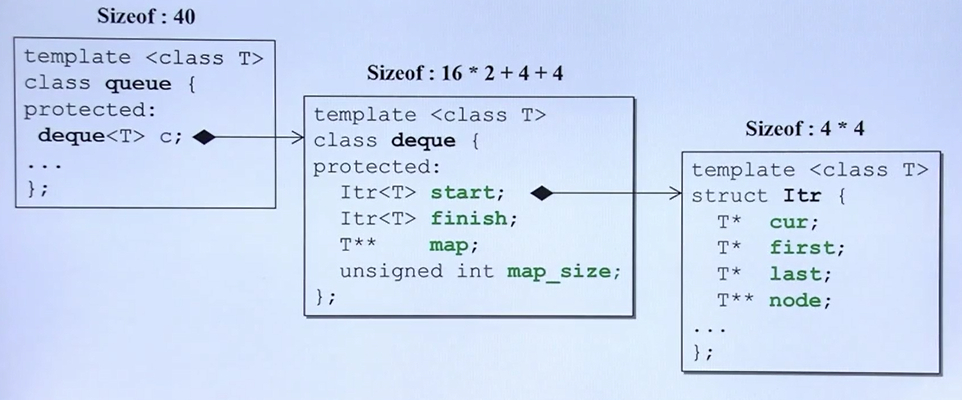 Sizeof : 40
template <class T>
class queue {
protected:
deque<T> c;
...
};
Sizeof : 16 * 2 + 4 + 4
template <class T>
class deque {
protected:
Itr<T> start;
Itr<T> finish;
T** map;
unsigned int map_size;
};
Sizeof : 4 * 4
template <class T>
struct Itr {
T* cur;
T* first;
T* last;
T** node;
...
};